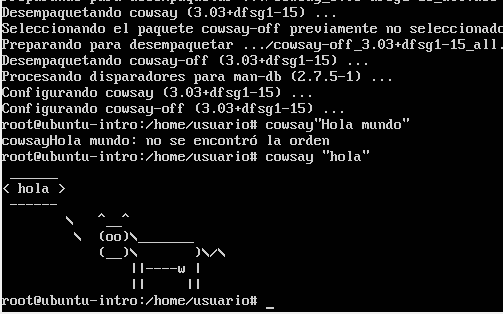 Desempaquetando cowsay (3.03+dfsg1-15) ...
Seleccionando el paquete cowsay-off previamente no seleccionado
Preparando para desempaquetar .../cowsay-off_3.03+dfsg1-15_all.
Desempaquetando cowsay-off (3.03+dfsg1-15) ...
Procesando disparadores para man-db (2.7.5-1) ...
Configurando cowsay (3.03+dfsg1-15) ...
Configurando cowsay-off (3.03+dfsg1-15) ...
root@ubuntu-intro:/home/usuario# cowsay"Hola mundo"
cowsayHola mundo: no se encontró la orden
root@ubuntu-intro:/home/usuario# cowsay "hola"
 ______
< hola >
 ------
        \   ^__^
         \  (oo)\_______
            (__)\       )\/\
                ||----w |
                ||     ||
root@ubuntu-intro:/home/usuario# _